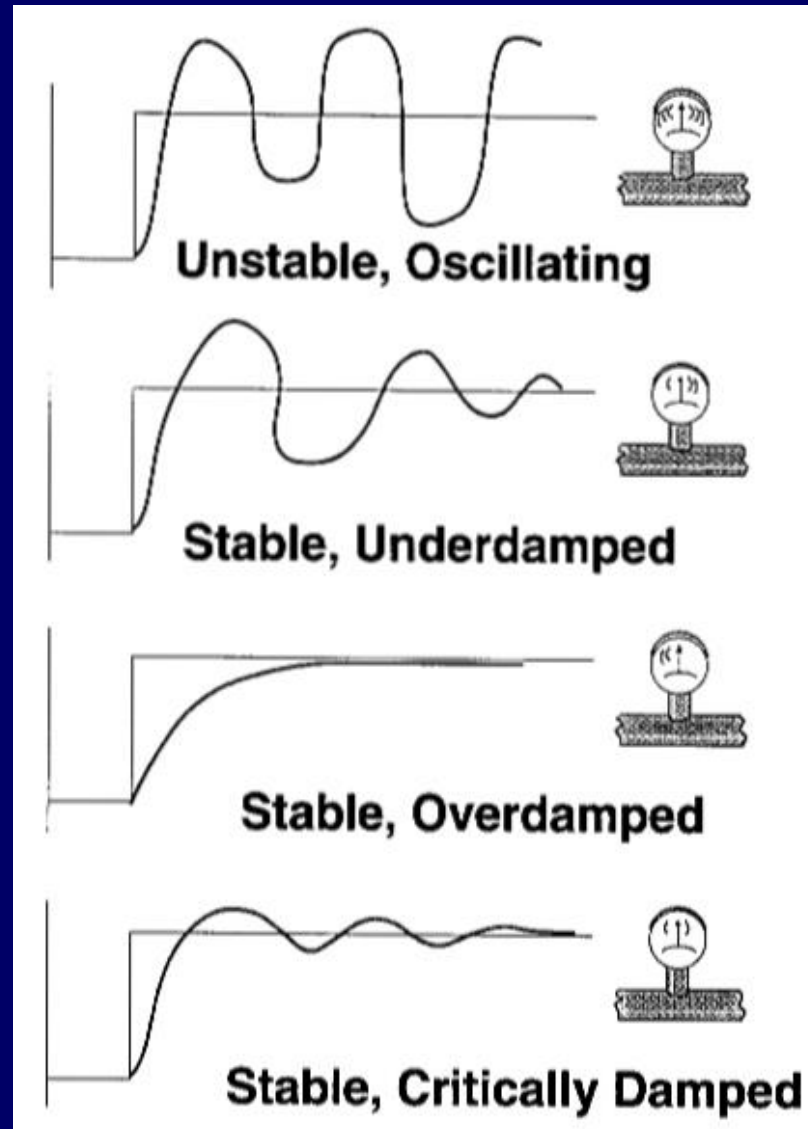 Unstable, Oscillating
Stable, Underdamped
Stable, Overdamped
Stable, Critically Damped